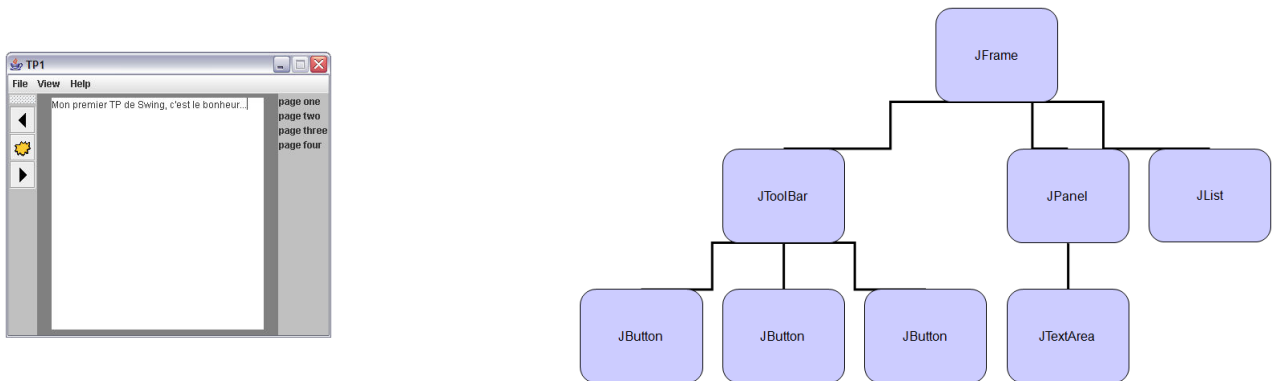 TP1
File View Help
Mon premier TP de Swing, c'est le bonheur...
page one
page two
page three
page four
JFrame
JToolBar
JPanel
JList
JButton
JButton
JButton
JTextArea